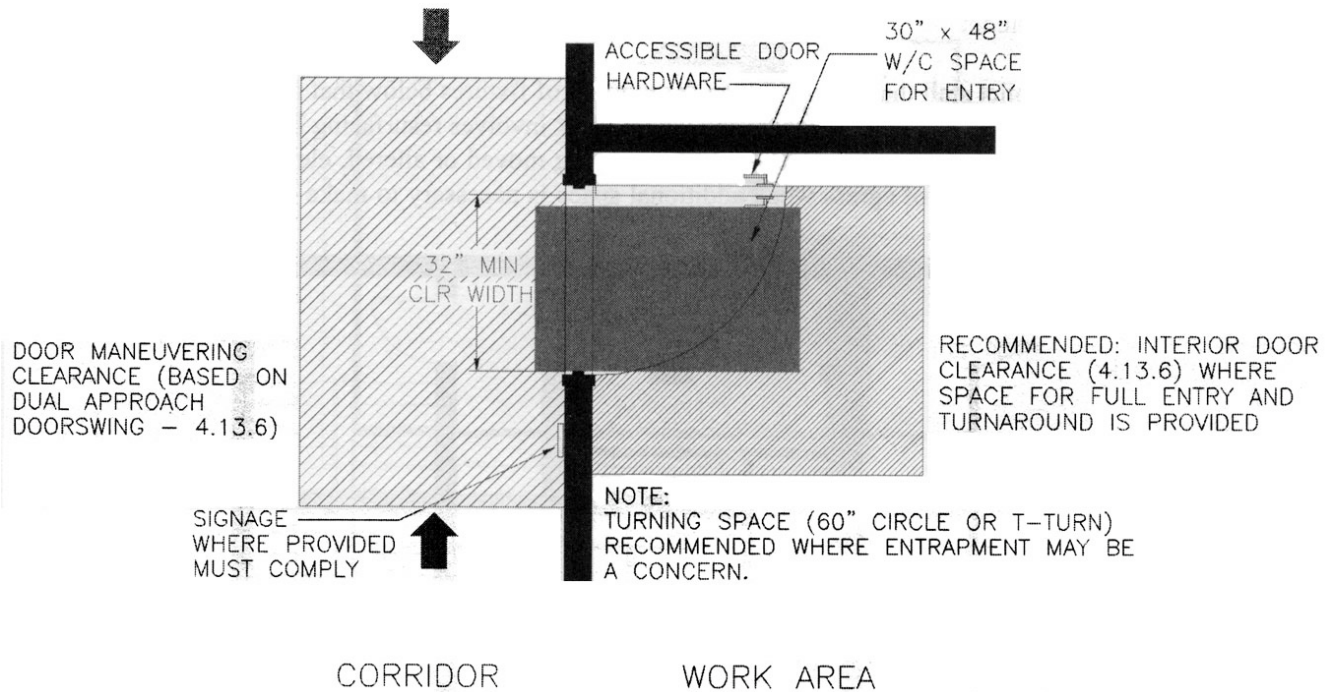 ACCESSIBLE DOOR
HARDWARE
30" x 48"
W/C SPACE
FOR ENTRY
32" MIN
CLR WIDTH
DOOR MANEUVERING
CLEARANCE (BASED ON
DUAL APPROACH
DOORSWING – 4.13.6)
RECOMMENDED: INTERIOR DOOR
CLEARANCE (4.13.6) WHERE
SPACE FOR FULL ENTRY AND
TURNAROUND IS PROVIDED
SIGNAGE
WHERE PROVIDED
MUST COMPLY
NOTE:
TURNING SPACE (60" CIRCLE OR T-TURN)
RECOMMENDED WHERE ENTRAPMENT MAY BE
A CONCERN.
CORRIDOR
WORK AREA